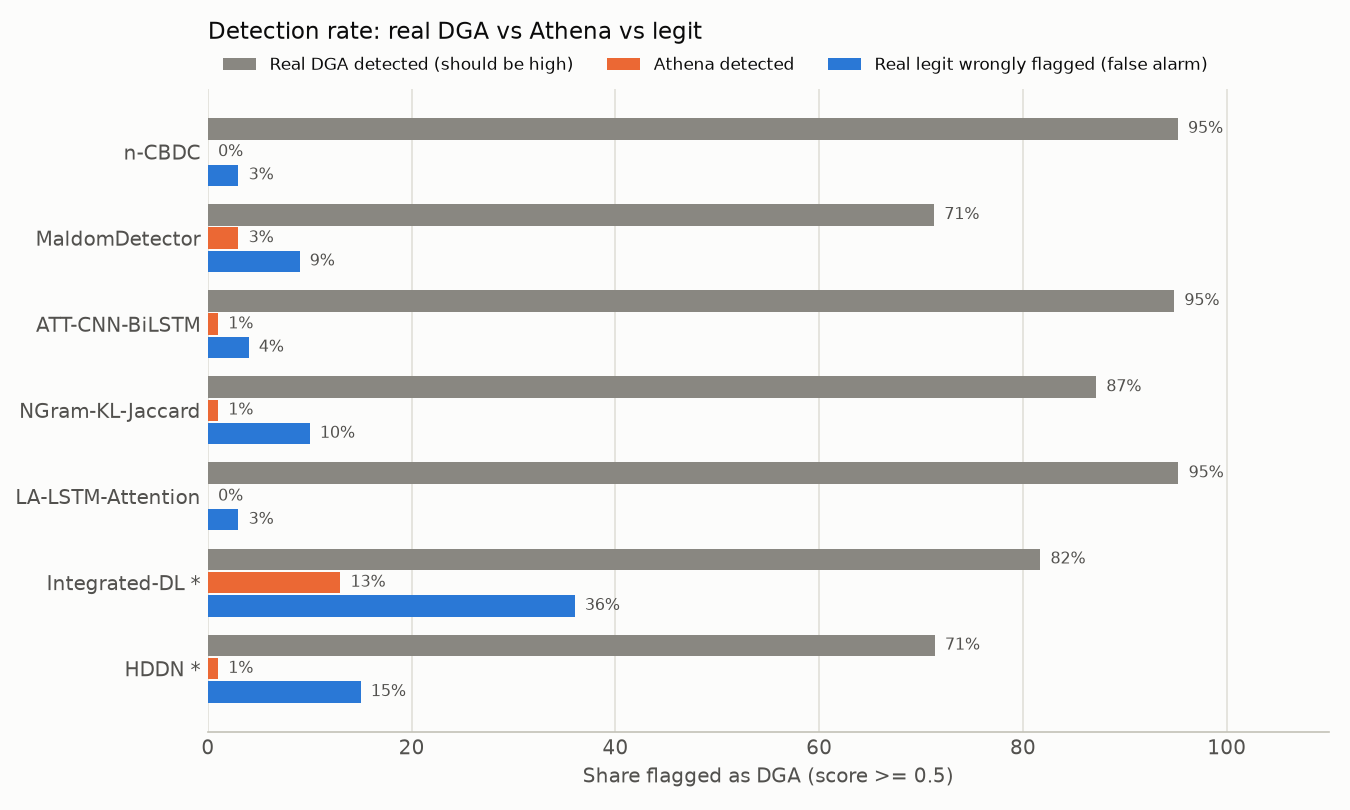 Detection rate: real DGA vs Athena vs legit
Real DGA detected (should be high) Athena detected Real legit wrongly flagged (false alarm)
n-CBDC
95%
0%
3%
MaldomDetector
71%
3%
9%
ATT-CNN-BiLSTM
95%
1%
4%
NGram-KL-Jaccard
87%
1%
10%
LA-LSTM-Attention
95%
0%
3%
Integrated-DL *
82%
13%
36%
HDDN *
71%
1%
15%
0 20 40 60 80 100
Share flagged as DGA (score >= 0.5)